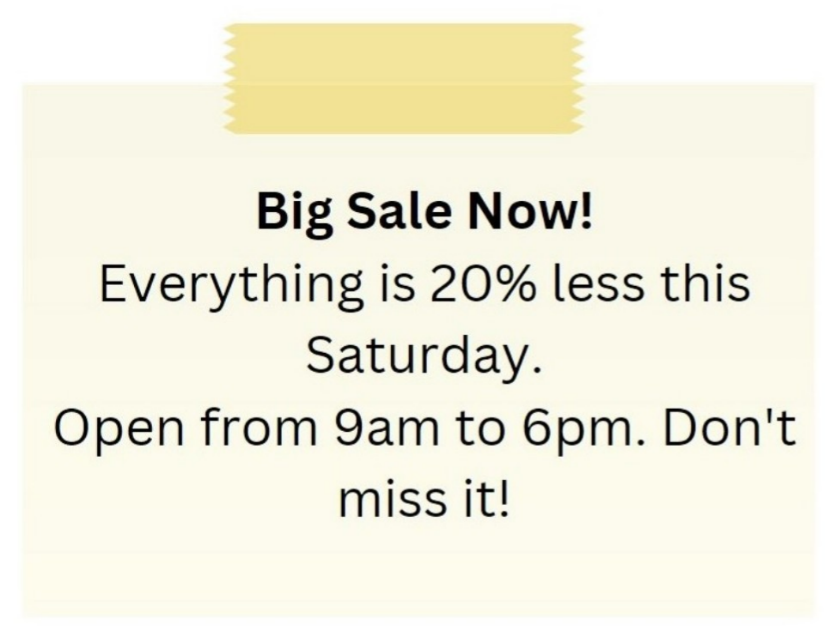 Big Sale Now!
Everything is 20% less this
Saturday.
Open from 9am to 6pm. Don't
miss it!